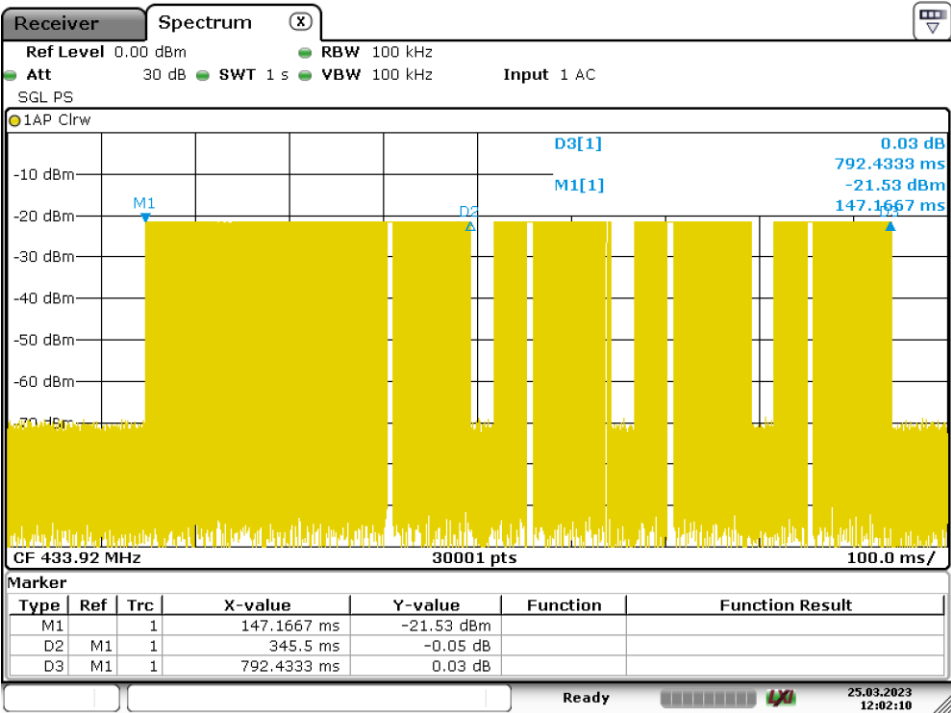 Receiver Spectrum X
Ref Level 0.00 dBm RBW 100 kHz
Att 30 dB SWT 1 s VBW 100 kHz Input 1 AC
SGL PS
1AP Clrw
D3[1] 0.03 dB
792.4333 ms
-10 dBm
M1[1] -21.53 dBm
147.1667 ms
M1
D2
D3
-20 dBm
-30 dBm
-40 dBm
-50 dBm
-60 dBm
-70 dBm
CF 433.92 MHz 30001 pts 100.0 ms/
Marker
Type Ref Trc X-value Y-value Function Function Result
M1 1 147.1667 ms -21.53 dBm
D2 M1 1 345.5 ms -0.05 dB
D3 M1 1 792.4333 ms 0.03 dB
Ready LXI 25.03.2023
12:02:10